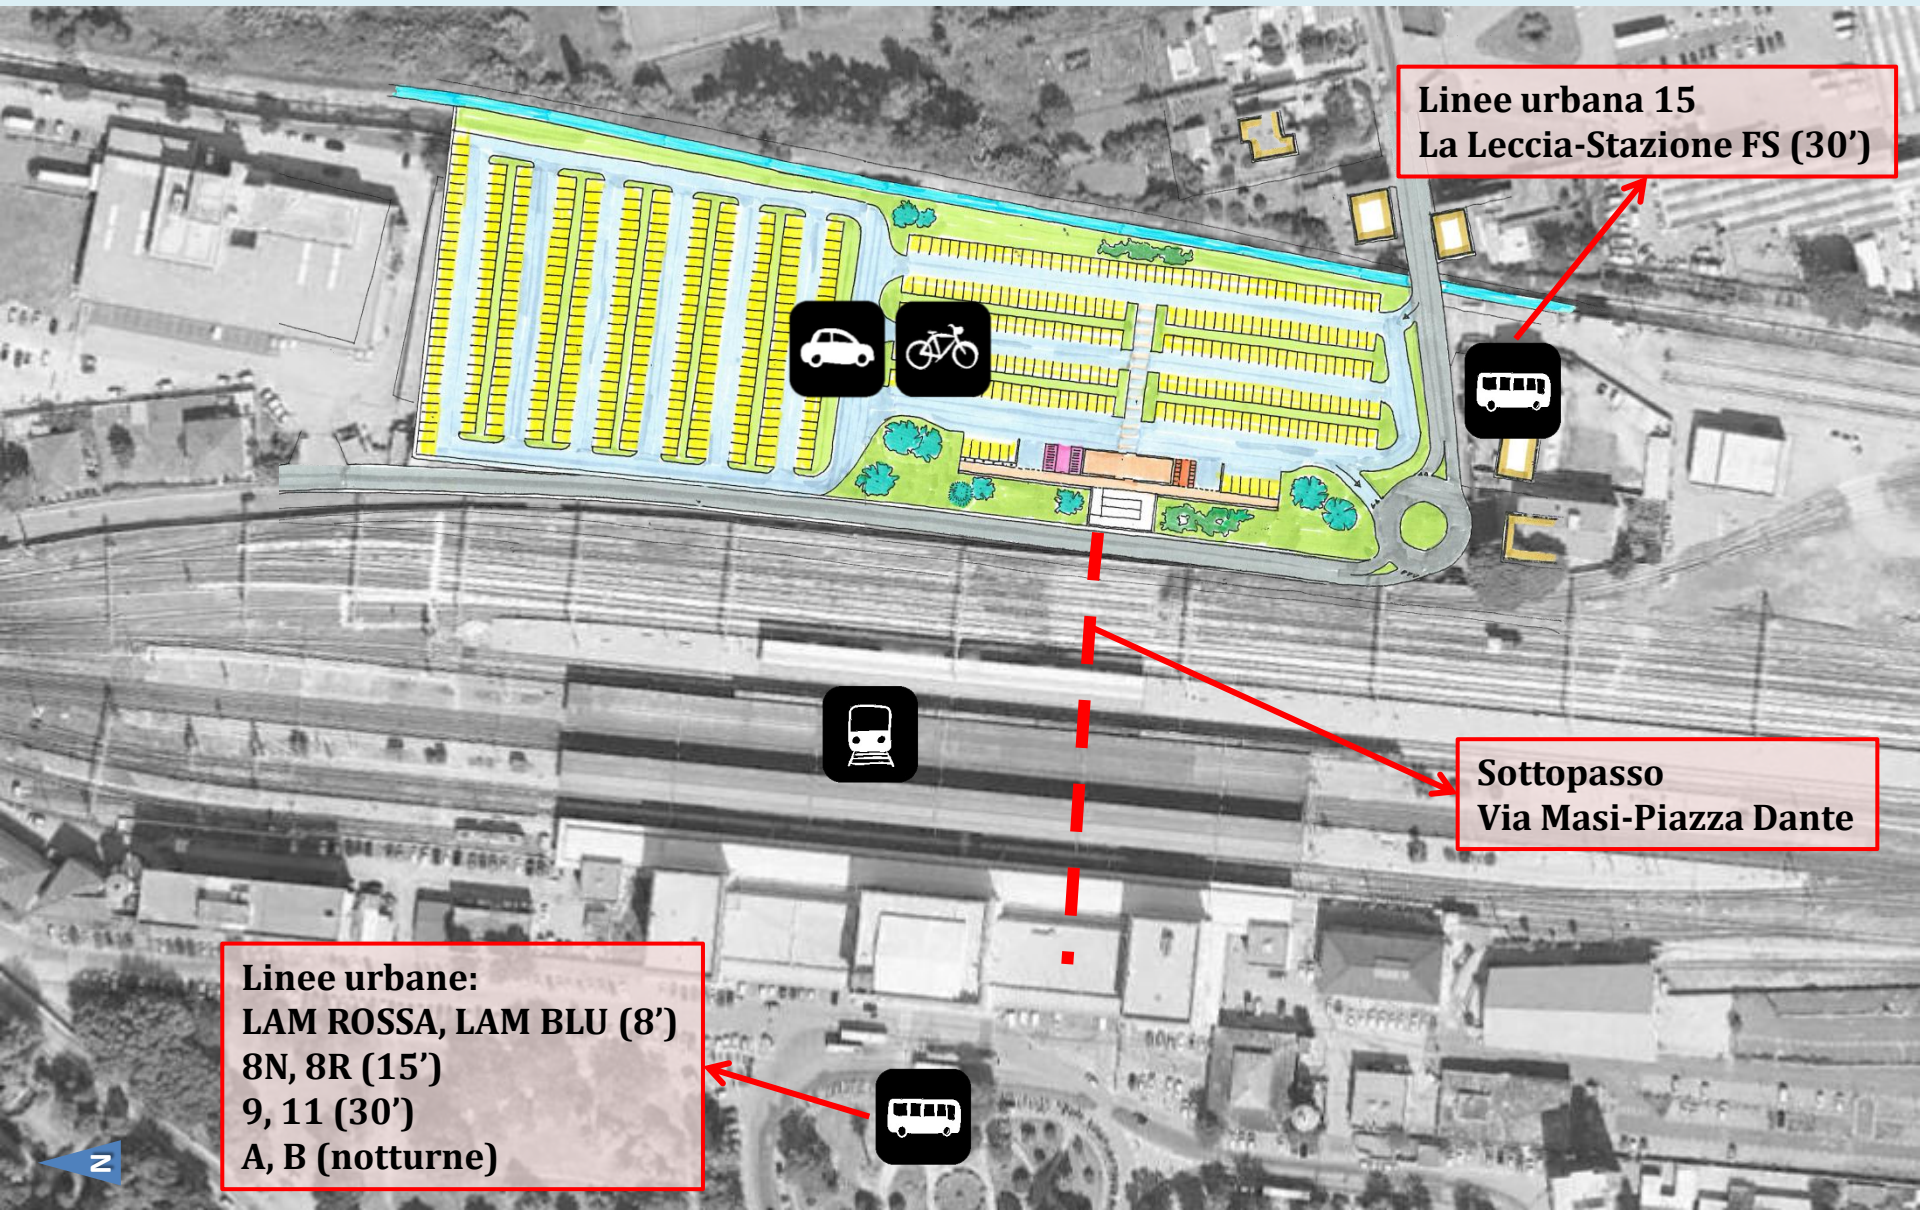 Linee urbana 15
La Leccia-Stazione FS (30’)
Sottopasso
Via Masi-Piazza Dante
Linee urbane:
LAM ROSSA, LAM BLU (8’)
8N, 8R (15’)
9, 11 (30’)
A, B (notturne)
N